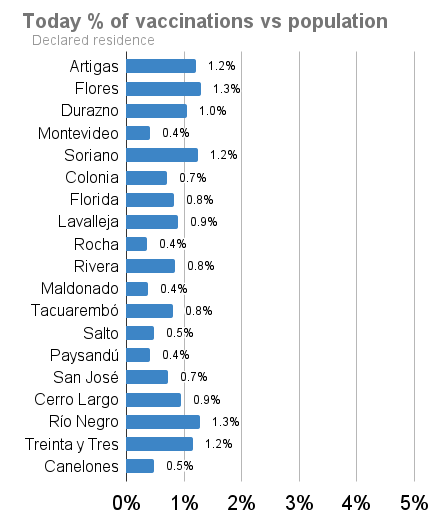 Today % of vaccinations vs population
Declared residence
Artigas 1.2%
Flores 1.3%
Durazno 1.0%
Montevideo 0.4%
Soriano 1.2%
Colonia 0.7%
Florida 0.8%
Lavalleja 0.9%
Rocha 0.4%
Rivera 0.8%
Maldonado 0.4%
Tacuarembó 0.8%
Salto 0.5%
Paysandú 0.4%
San José 0.7%
Cerro Largo 0.9%
Río Negro 1.3%
Treinta y Tres 1.2%
Canelones 0.5%
0% 1% 2% 3% 4% 5%